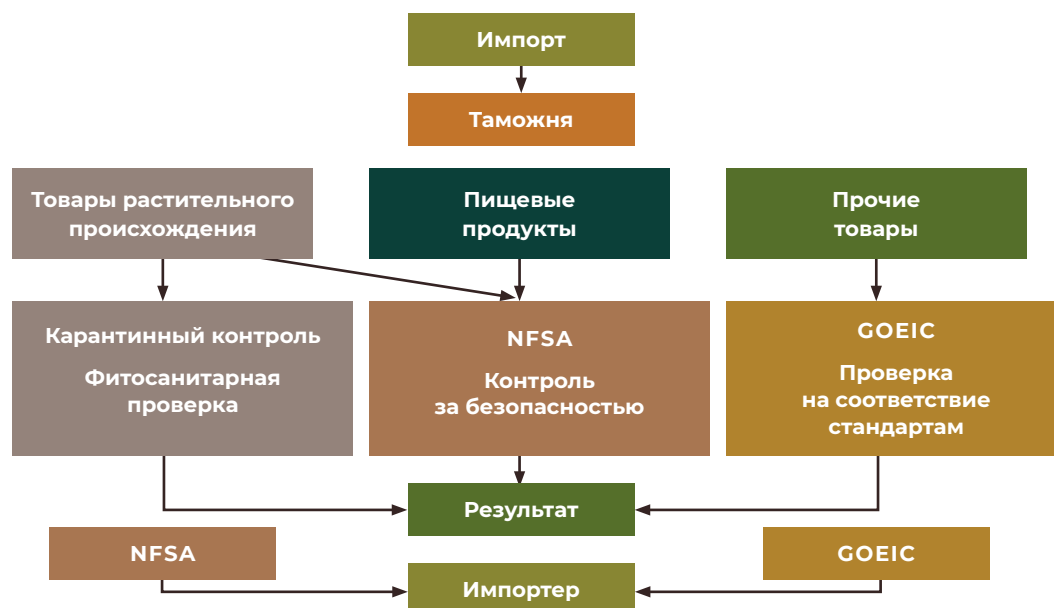 Импорт
Таможня
Товары растительного
происхождения
Пищевые
продукты
Прочие
товары
Карантинный контроль
Фитосанитарная
проверка
NFSA
Контроль
за безопасностью
GOEIC
Проверка
на соответствие
стандартам
Результат
NFSA
GOEIC
Импортер